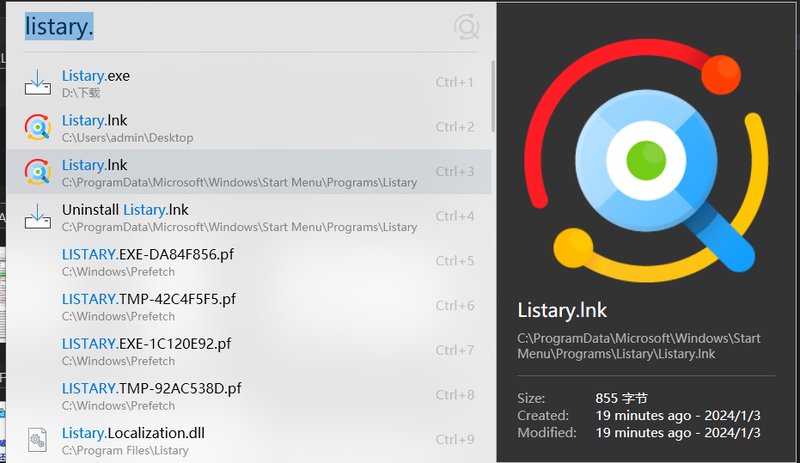 listary.
Listary.exe
Ctrl+1
D:\下载
Listary.lnk
Ctrl+2
C:\Users\admin\Desktop
Listary.lnk
Ctrl+3
C:\ProgramData\Microsoft\Windows\Start Menu\Programs\Listary
Uninstall Listary.lnk
Ctrl+4
C:\ProgramData\Microsoft\Windows\Start Menu\Programs\Listary
LISTARY.EXE-DA84F856.pf
Ctrl+5
C:\Windows\Prefetch
LISTARY.TMP-42C4F5F5.pf
Ctrl+6
C:\Windows\Prefetch
LISTARY.EXE-1C120E92.pf
Ctrl+7
C:\Windows\Prefetch
LISTARY.TMP-92AC538D.pf
Ctrl+8
C:\Windows\Prefetch
Listary.Localization.dll
Ctrl+9
C:\Program Files\Listary
Listary.lnk
C:\ProgramData\Microsoft\Windows\Start
Menu\Programs\Listary\Listary.lnk
Size: 855 字节
Created: 19 minutes ago - 2024/1/3
Modified: 19 minutes ago - 2024/1/3